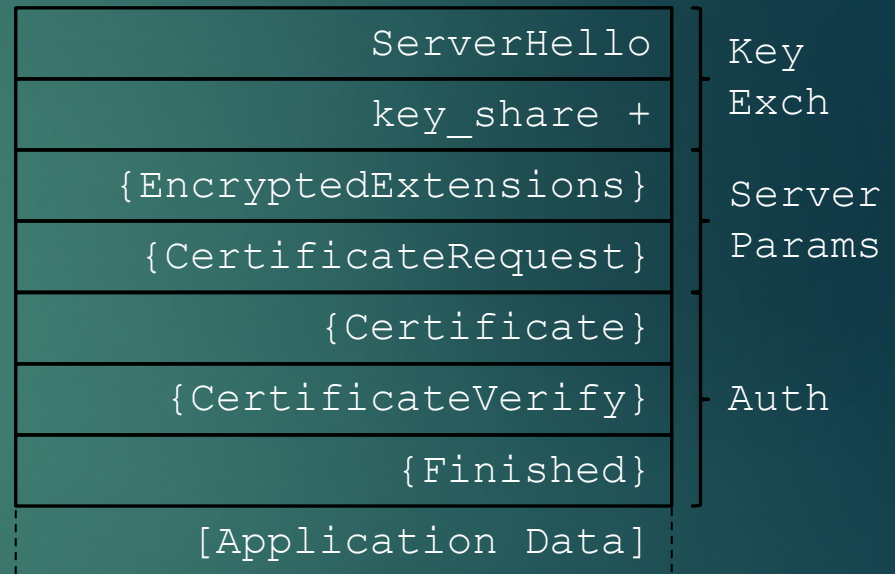 ServerHello
key_share +
{EncryptedExtensions}
{CertificateRequest}
{Certificate}
{CertificateVerify}
{Finished}
[Application Data]
Key
Exch
Server
Params
Auth